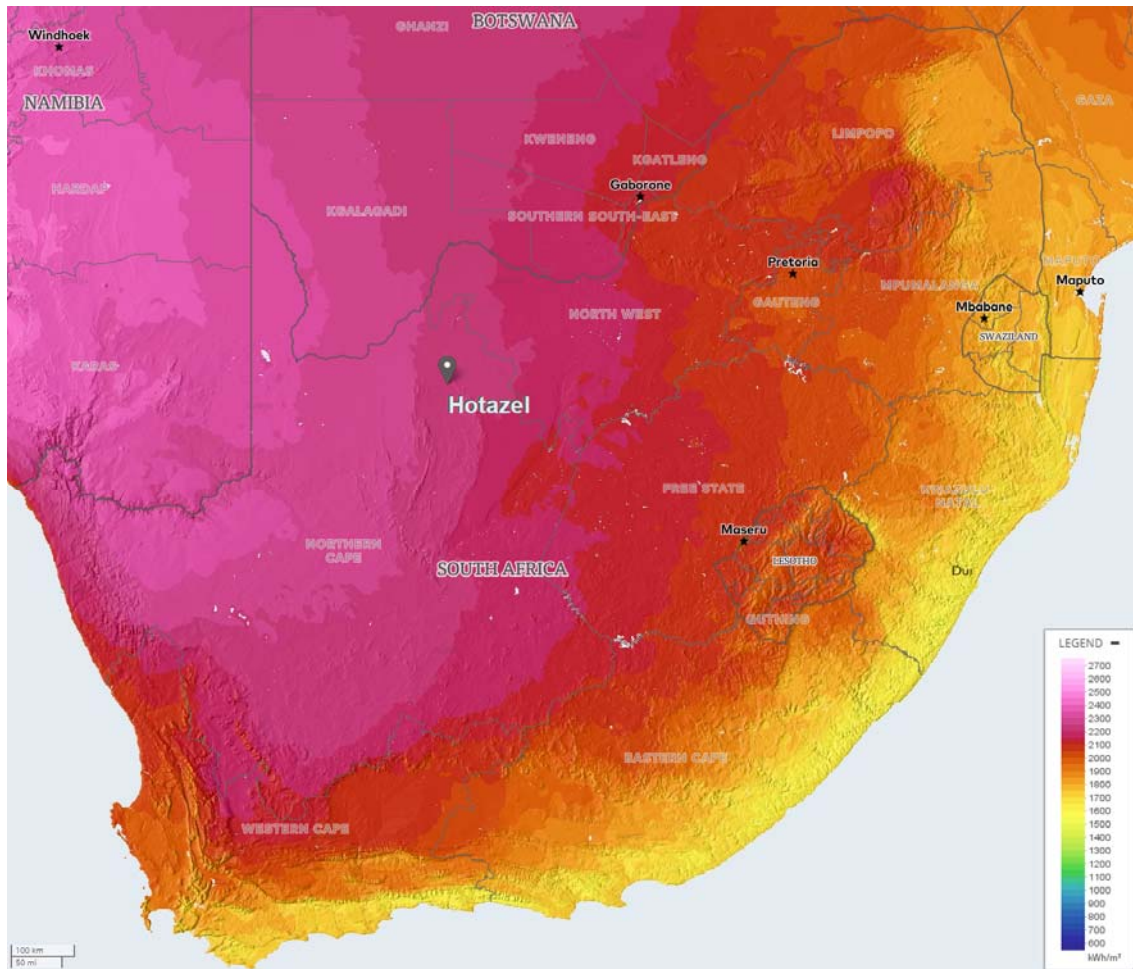 GHANZI
BOTSWANA
Windhoek
KHOMAS
NAMIBIA
GAZA
KWENENG
LIMPOPO
KGATLENG
Gaborone
HARDAP
KGALAGADI
SOUTHERN SOUTH-EAST
Pretoria
MAPUTO
Maputo
MPUMALANGA
GAUTENG
Mbabane
NORTH WEST
SWAZILAND
KARAS
Hotazel
FREE STATE
Maseru
NORTHERN
CAPE
LESOTHO
SOUTH AFRICA
Dur
GUTHING
EASTERN CAPE
WESTERN CAPE
LEGEND
2700
2600
2500
2400
2300
2200
2100
2000
1900
1800
1700
1600
1500
1400
1300
1200
1100
1000
900
800
700
600
kWh/m²
100 km
50 mi